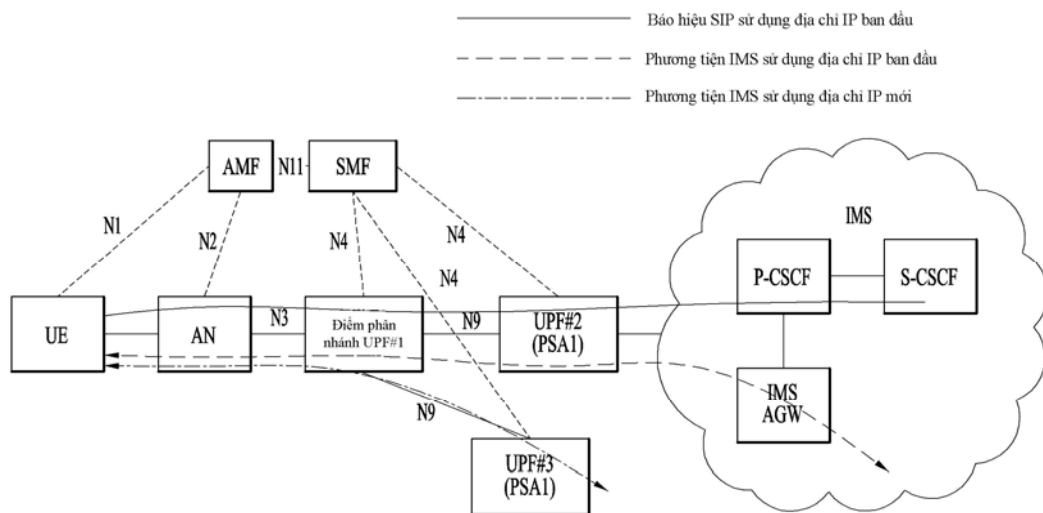 Báo hiệu SIP sử dụng địa chỉ IP ban đầu
Phương tiện IMS sử dụng địa chỉ IP ban đầu
Phương tiện IMS sử dụng địa chỉ IP mới
AMF
N11
SMF
IMS
N1
N2
N4
N4
N4
P-CSCF
S-CSCF
UE
AN
N3
Điểm phân
nhánh UPF#1
N9
UPF#2
(PSA1)
IMS
AGW
N9
UPF#3
(PSA1)